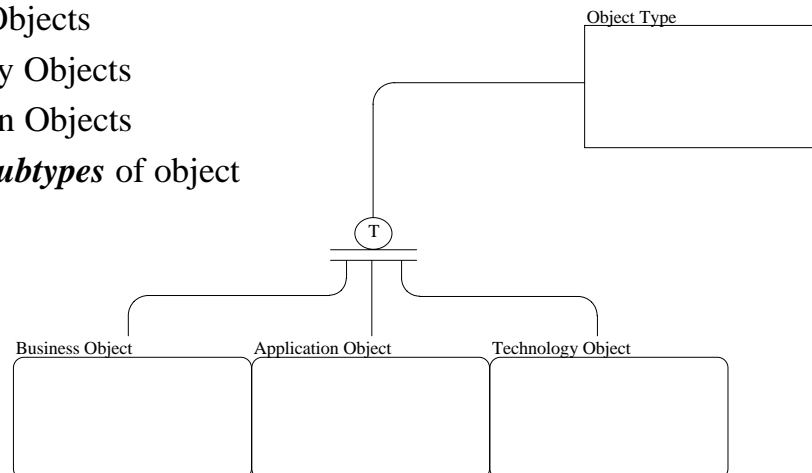 Objects
y Objects
n Objects
ubtypes of object
Object Type
T
Business Object
Application Object
Technology Object